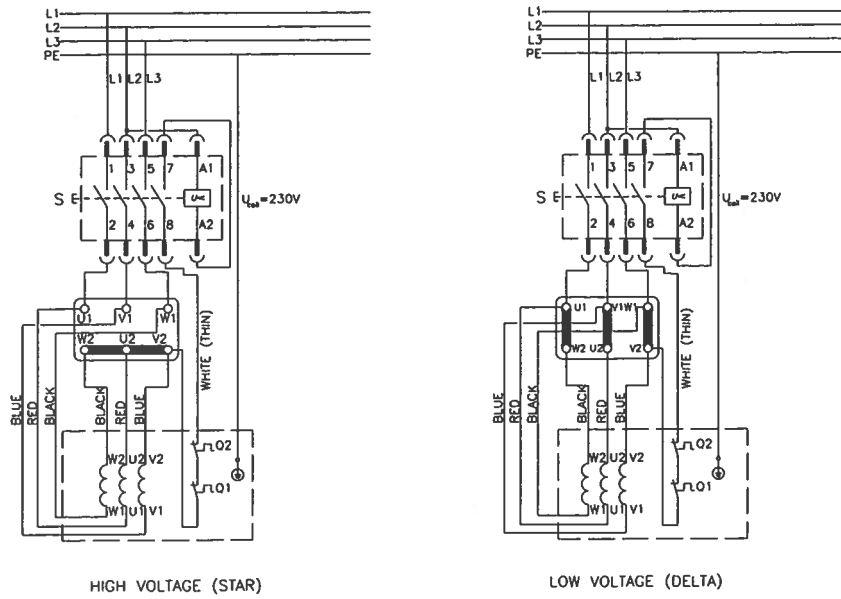 L1
L2
L3
PE
L1 L2 L3
1 3 5 7 A1
S E U< U coil=230V
2 4 6 8 A2
U1 V1 W1
W2 U2 V2
WHITE (THIN)
BLUE
RED
BLACK
BLACK
RED
BLUE
W2 U2 V2
Q2
Q1
W1 U1 V1
HIGH VOLTAGE (STAR)
L1
L2
L3
PE
L1 L2 L3
1 3 5 7 A1
S E U< U coil=230V
2 4 6 8 A2
U1 V1 W1
W2 U2 V2
WHITE (THIN)
BLUE
RED
BLACK
BLACK
RED
BLUE
W2 U2 V2
Q2
Q1
W1 U1 V1
LOW VOLTAGE (DELTA)